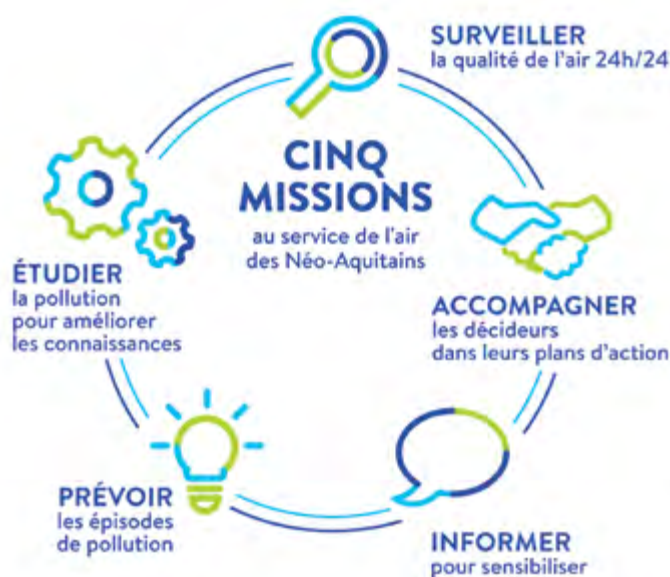 SURVEILLER
la qualité de l'air 24h/24
CINQ
MISSIONS
au service de l'air
des Néo-Aquitains
ACCOMPAGNER
les décideurs
dans leurs plans d'action
INFORMER
pour sensibiliser
PRÉVOIR
les épisodes
de pollution
ÉTUDIER
la pollution
pour améliorer
les connaissances